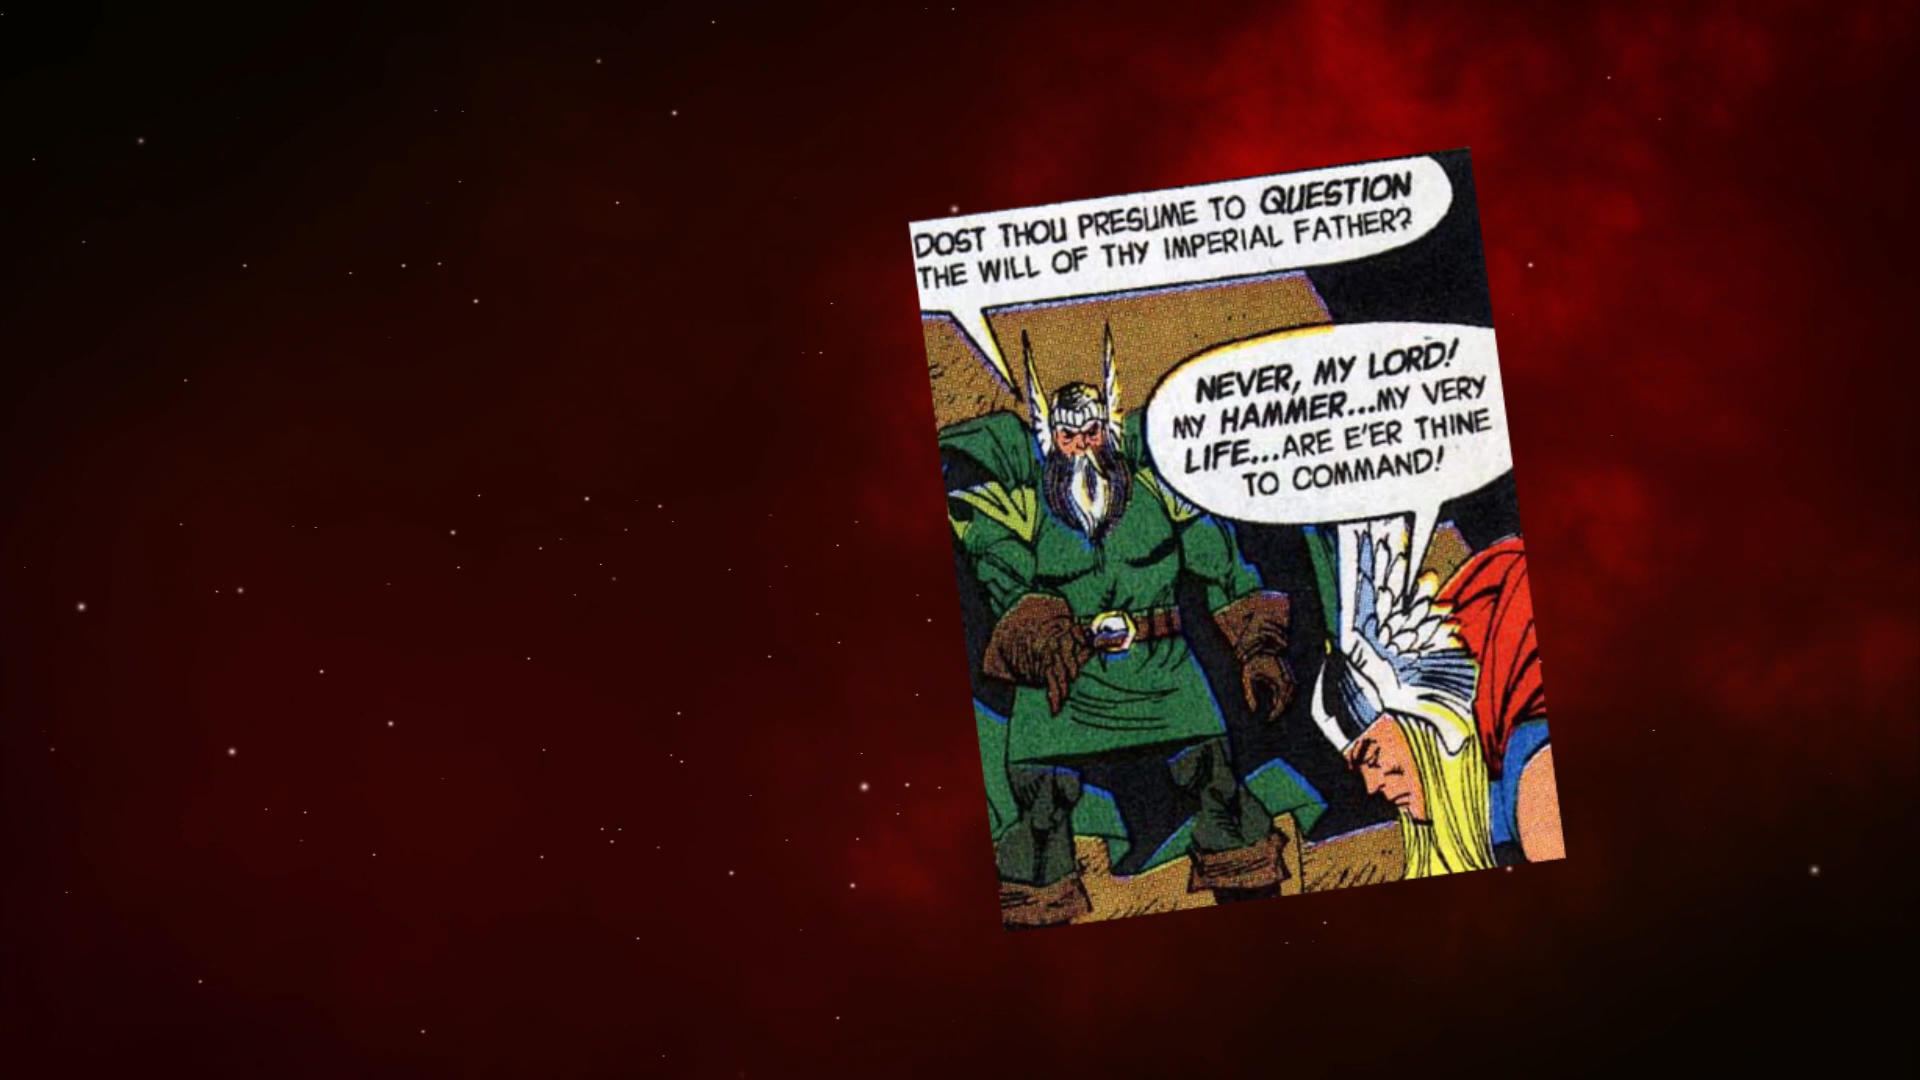 DOST THOU PRESUME TO QUESTION
THE WILL OF THY IMPERIAL FATHER?
NEVER, MY LORD!
MY HAMMER...MY VERY
LIFE...ARE E'ER THINE
TO COMMAND!